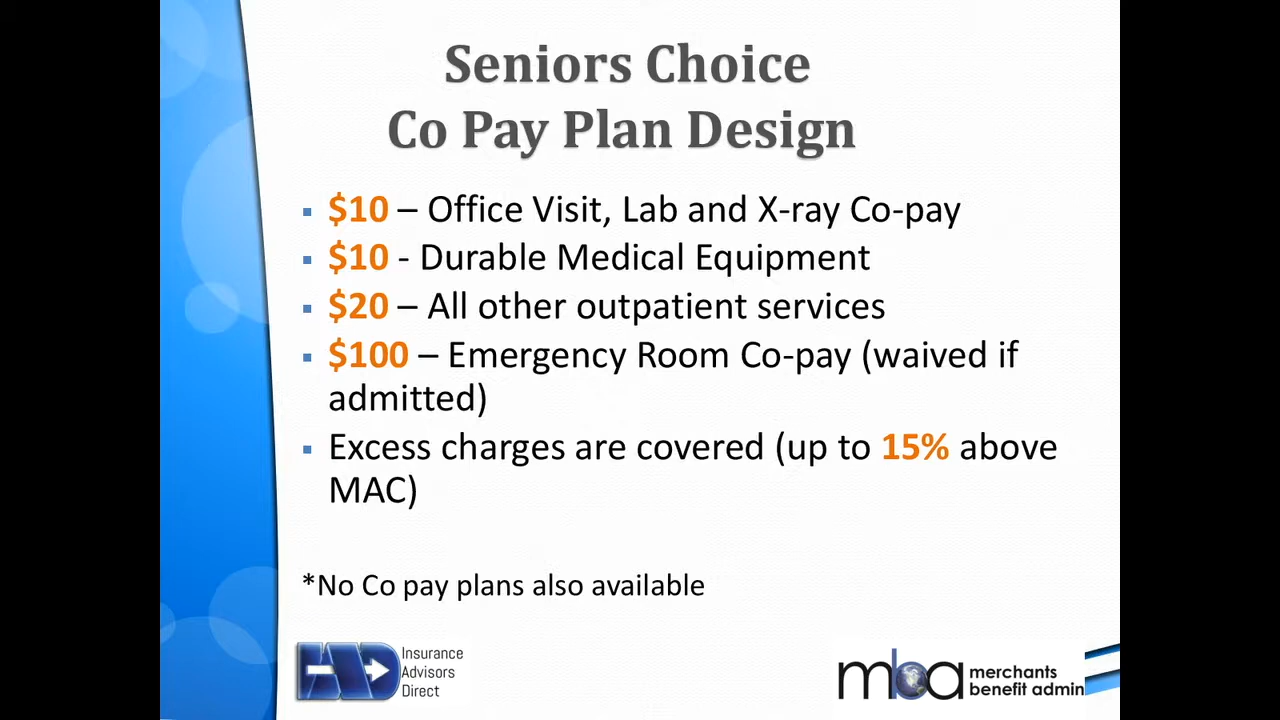 Seniors Choice
Co Pay Plan Design
▪ $10 – Office Visit, Lab and X-ray Co-pay
▪ $10 - Durable Medical Equipment
▪ $20 – All other outpatient services
▪ $100 – Emergency Room Co-pay (waived if
admitted)
▪ Excess charges are covered (up to 15% above
MAC)
*No Co pay plans also available
IAD Insurance
Advisors
Direct
mba merchants
benefit admin